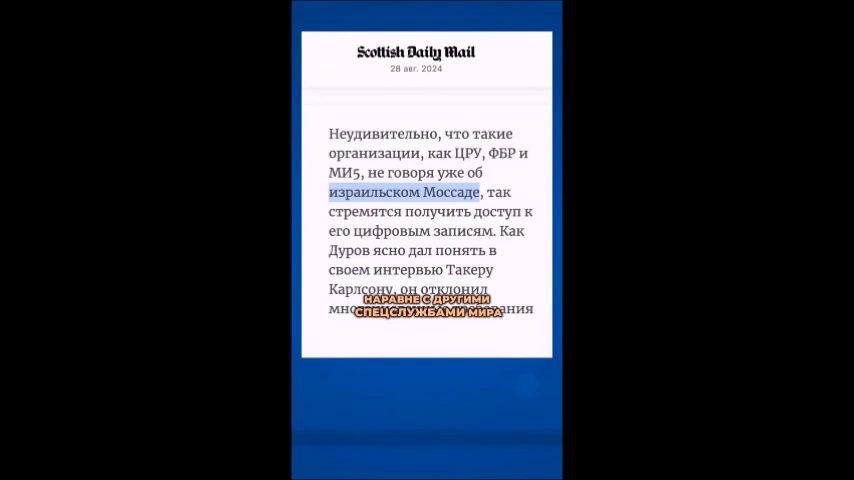 Scottish Daily Mail
28 авг. 2024
Неудивительно, что такие
организации, как ЦРУ, ФБР и
МИ5, не говоря уже об
израильском Моссаде, так
стремятся получить доступ к
его цифровым записям. Как
Дуров ясно дал понять в
своем интервью Такеру
Карлсону, он отклонил
НАРАВНЕ С ДРУГИМИ
СПЕЦСЛУЖБАМИ МИРА